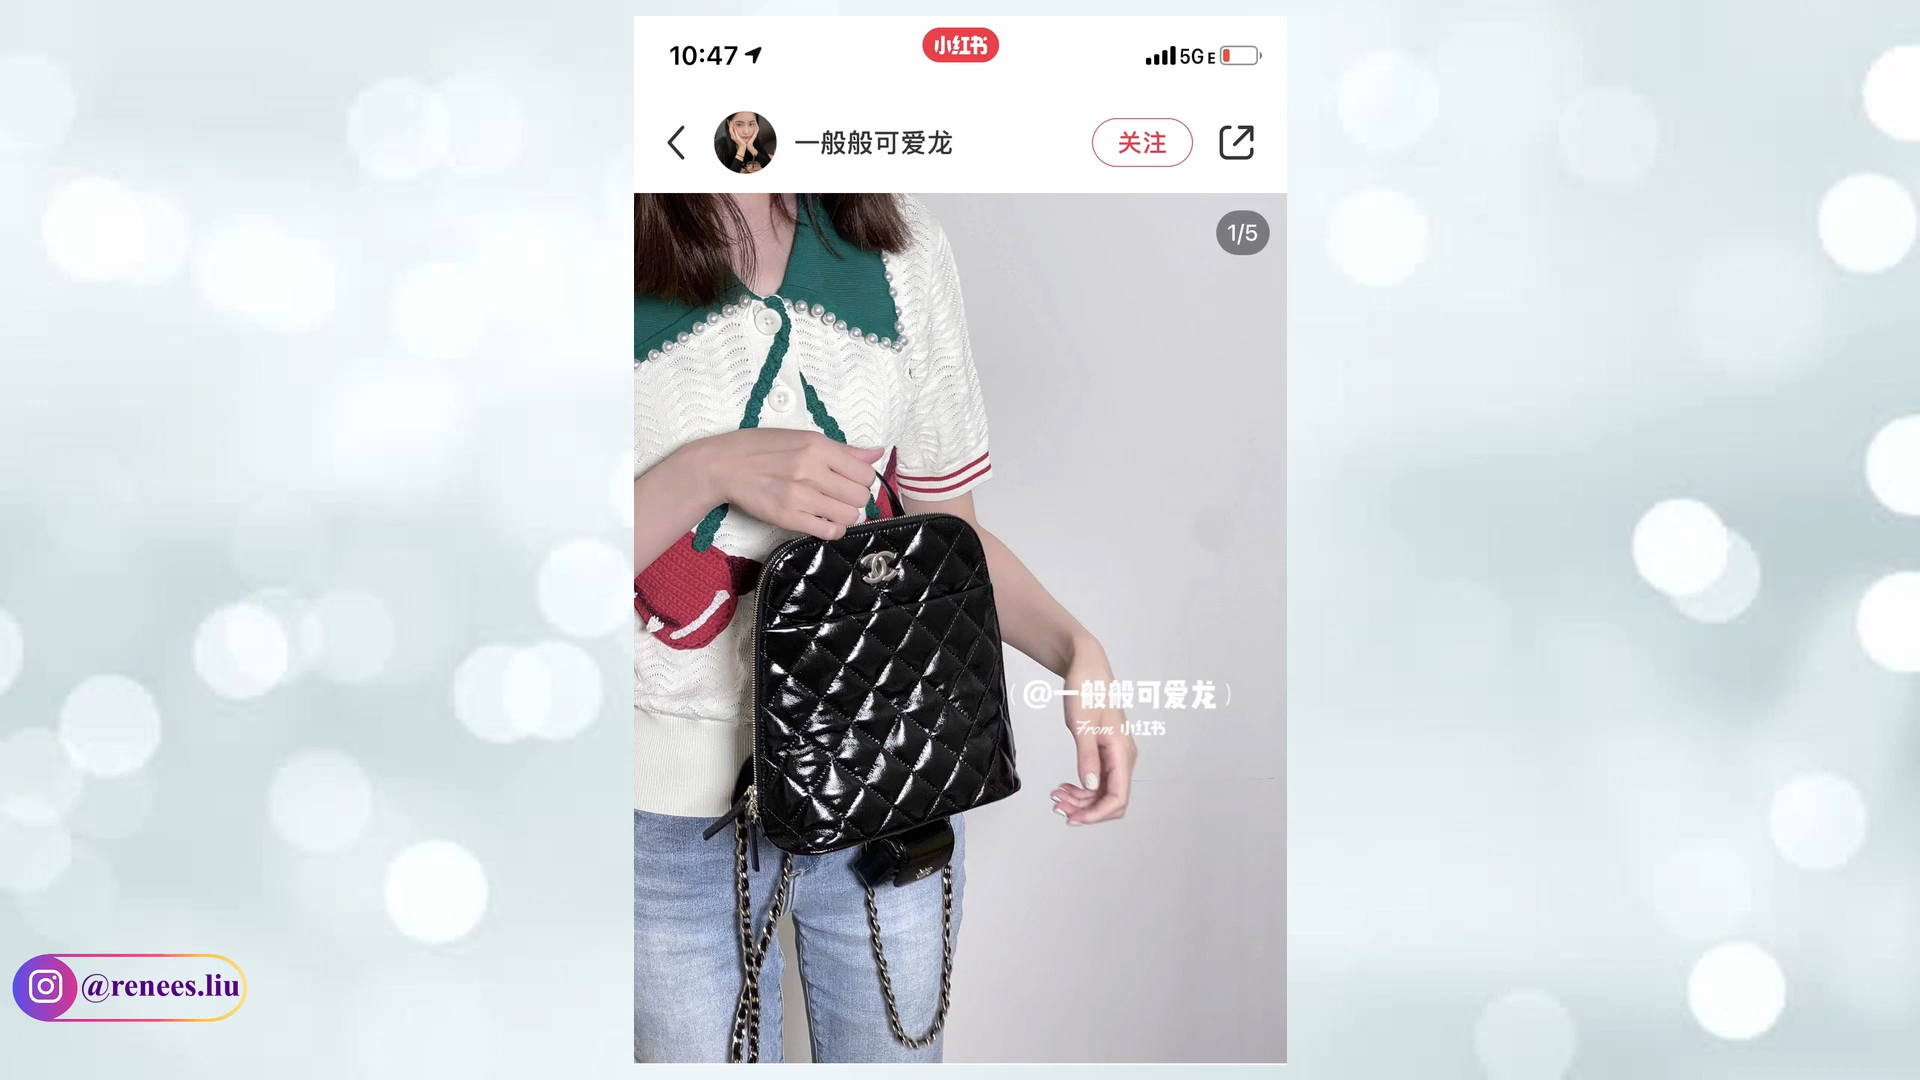 10:47
小红书
5GE
一般般可爱龙
关注
1/5
(@一般般可爱龙)
From 小红书
@renees.liu